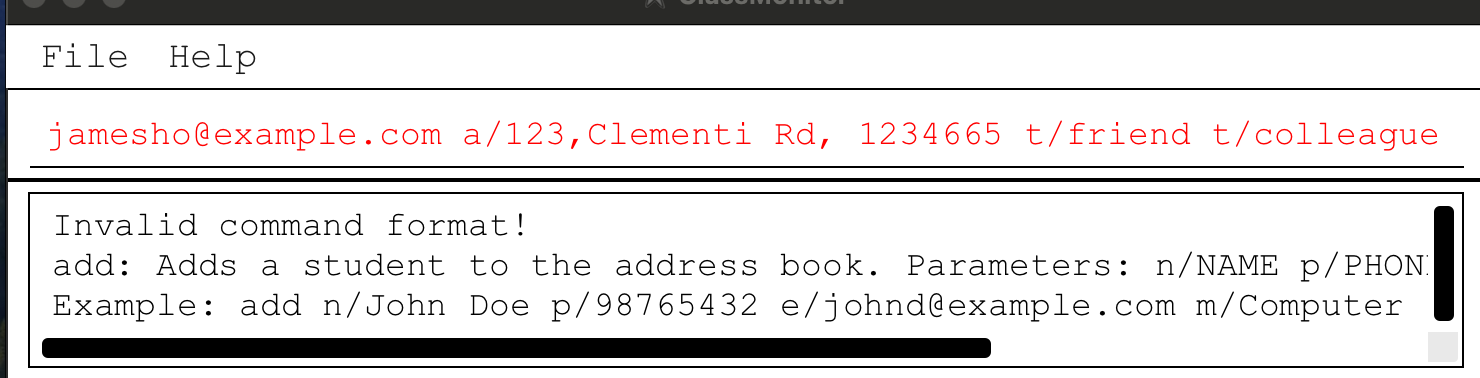 ClassMonitor
File Help
jamesho@example.com a/123,Clementi Rd, 1234665 t/friend t/colleague
Invalid command format!
add: Adds a student to the address book. Parameters: n/NAME p/PHON
Example: add n/John Doe p/98765432 e/johnd@example.com m/Computer